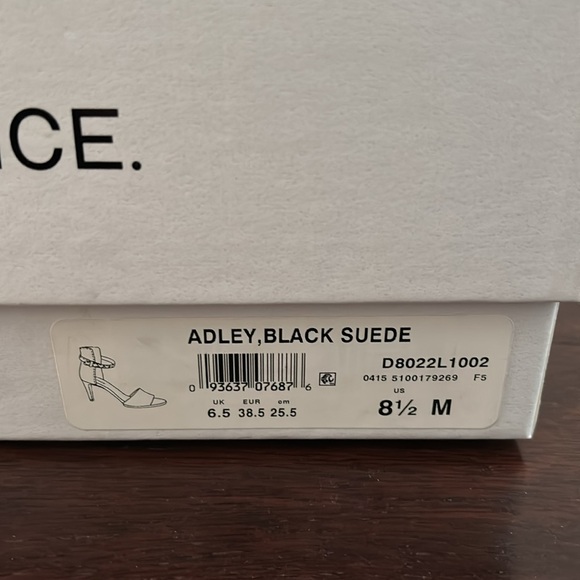 ICE.
ADLEY,BLACK SUEDE
D8022L1002
0 93637 07687 6
0415 5100179269 F5
UK EUR cm
US
6.5 38.5 25.5
8½ M